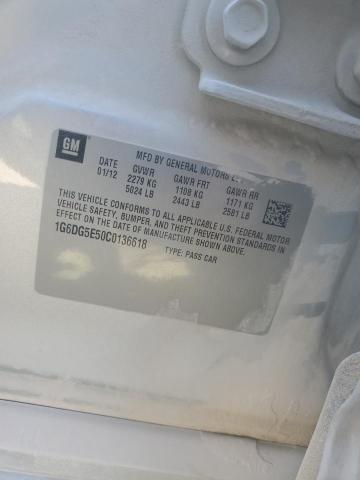 GM
MFD BY GENERAL MOTORS
DATE GVWR GAWR FRT GAWR RR
01/12 2279 KG 1108 KG 1171 KG
5024 LB 2443 LB 2581 LB
THIS VEHICLE CONFORMS TO ALL APPLICABLE U.S. FEDERAL MOTOR
VEHICLE SAFETY, BUMPER, AND THEFT PREVENTION STANDARDS IN
EFFECT ON THE DATE OF MANUFACTURE SHOWN ABOVE.
1G6DG5E50C0136618
TYPE: PASS CAR